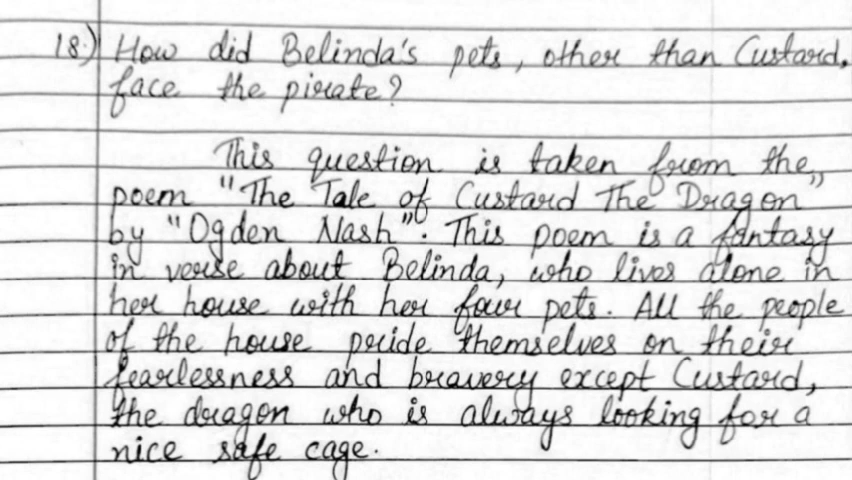 18.) How did Belinda's pets, other than Custard,
face the pirate?
This question is taken from the
poem "The Tale of Custard The Dragon"
by "Ogden Nash". This poem is a fantasy
in verse about Belinda, who lives alone in
her house with her four pets. All the people
of the house pride themselves on their
fearlessness and bravery except Custard,
the dragon who is always looking for a
nice safe cage.